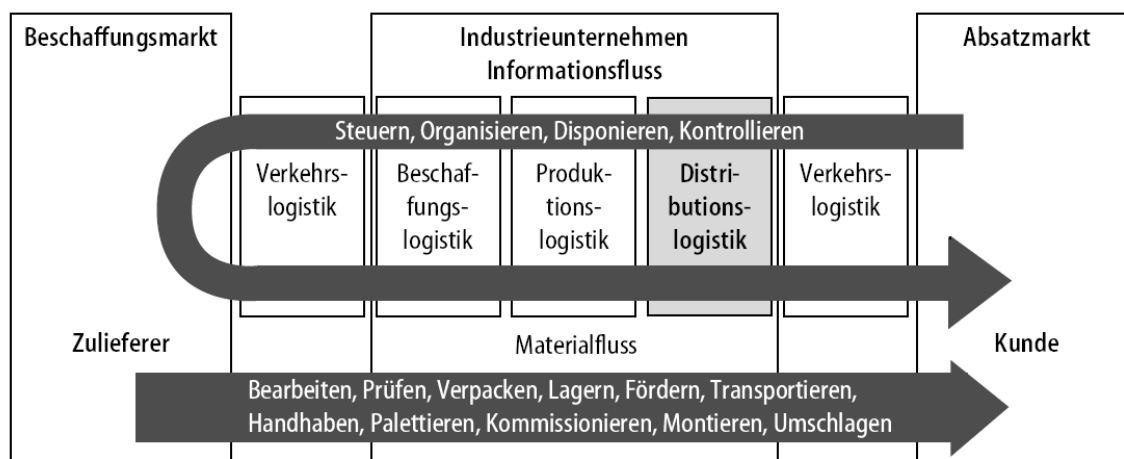 Beschaffungsmarkt
Industrieunternehmen
Informationsfluss
Absatzmarkt
Steuern, Organisieren, Disponieren, Kontrollieren
Verkehrs-
logistik
Beschaf-
fungs-
logistik
Produk-
tions-
logistik
Distri-
butions-
logistik
Verkehrs-
logistik
Zulieferer
Materialfluss
Kunde
Bearbeiten, Prüfen, Verpacken, Lagern, Fördern, Transportieren,
Handhaben, Palettieren, Kommissionieren, Montieren, Umschlagen